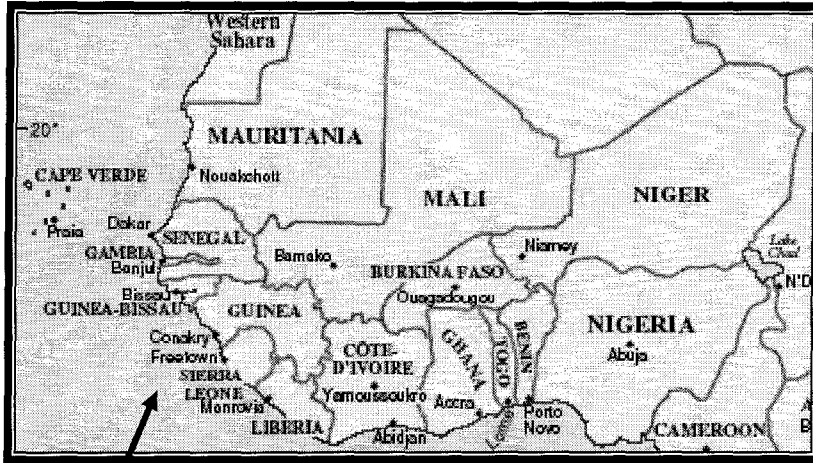 Western
Sahara
20°
MAURITANIA
CAPE VERDE
Nouakchott
MALI
NIGER
Praia
Dakar
SENEGAL
GAMBIA
Banjul
Bamako
Niamey
Lake
Chad
BURKINA FASO
Bissau
Ouagadougou
N'D
GUINEA-BISSAU
GUINEA
NIGERIA
Conakry
Freetown
CÔTE-
D'IVOIRE
GHANA
TOGO
BENIN
Abuja
SIERRA
LEONE
Yamoussoukro
Monrovia
Accra
Lome
Porto
Novo
LIBERIA
Abidjan
CAMEROON